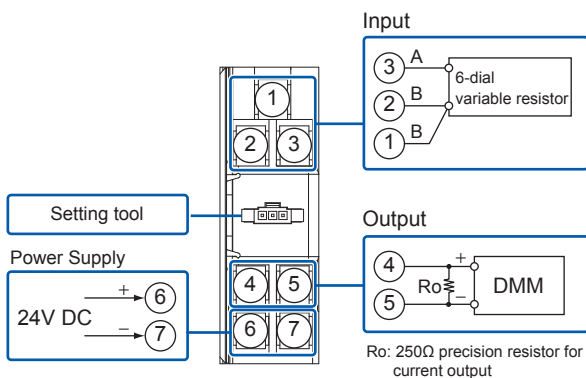 Input
3 A
2 B
1 B
6-dial
variable resistor
1
2 3
Setting tool
Output
4 +
5 −
Ro
DMM
Ro: 250Ω precision resistor for
current output
Power Supply
24V DC
+ 6
− 7
4 5
6 7